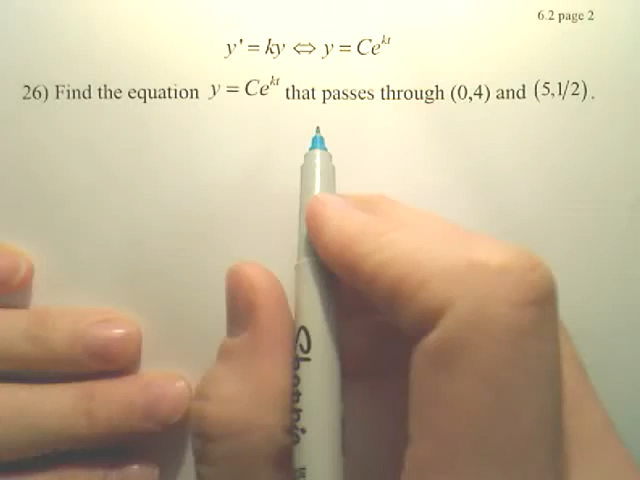 6.2 page 2
y' = ky ⇔ y = Ce^{kt}
26) Find the equation y = Ce^{kt} that passes through (0,4) and (5,1/2).
Sharpie